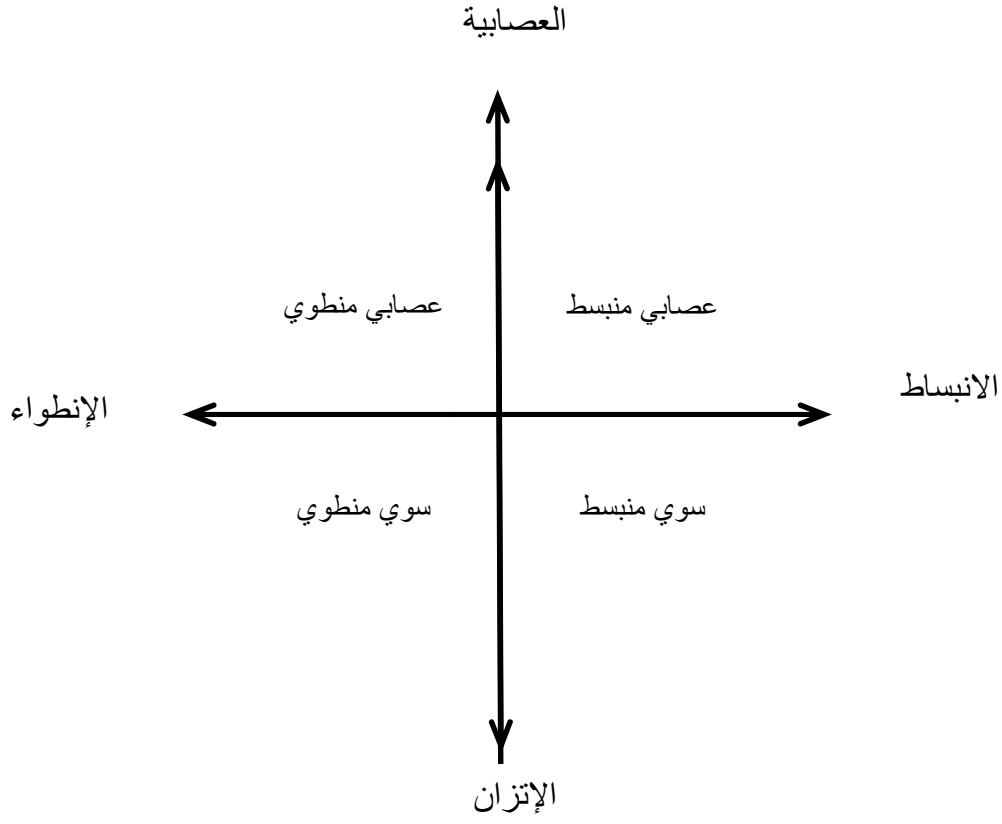 العصابية
عصابي منبسط
عصابي منطوي
الانبساط
الإنطواء
سوي منبسط
سوي منطوي
الإتزان